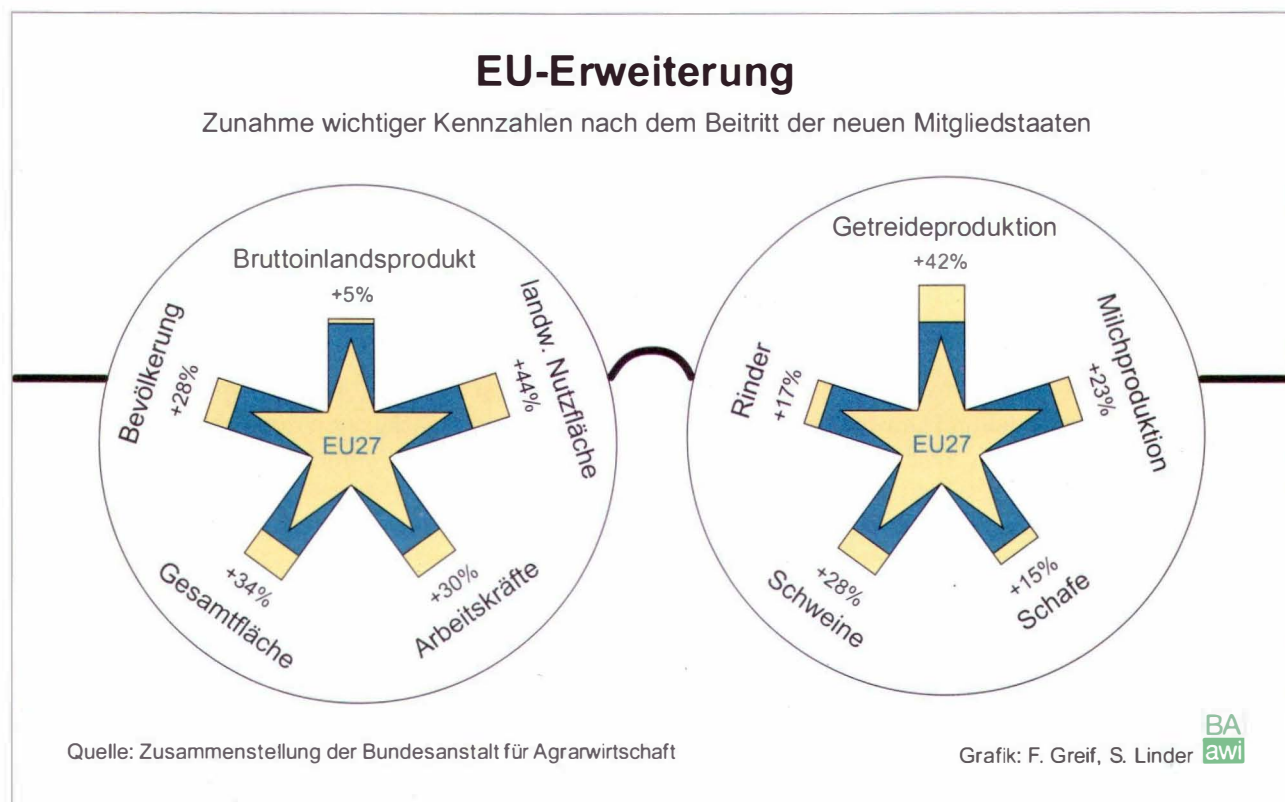 EU-Erweiterung
Zunahme wichtiger Kennzahlen nach dem Beitritt der neuen Mitgliedstaaten
Bruttoinlandsprodukt
+5%
Bevölkerung
+28%
landw. Nutzfläche
+44%
EU27
+34%
Gesamtfläche
+30%
Arbeitskräfte
Getreideproduktion
+42%
Rinder
+17%
Milchproduktion
+23%
EU27
+28%
Schweine
+15%
Schafe
Quelle: Zusammenstellung der Bundesanstalt für Agrarwirtschaft
Grafik: F. Greif, S. Linder
BA
awi